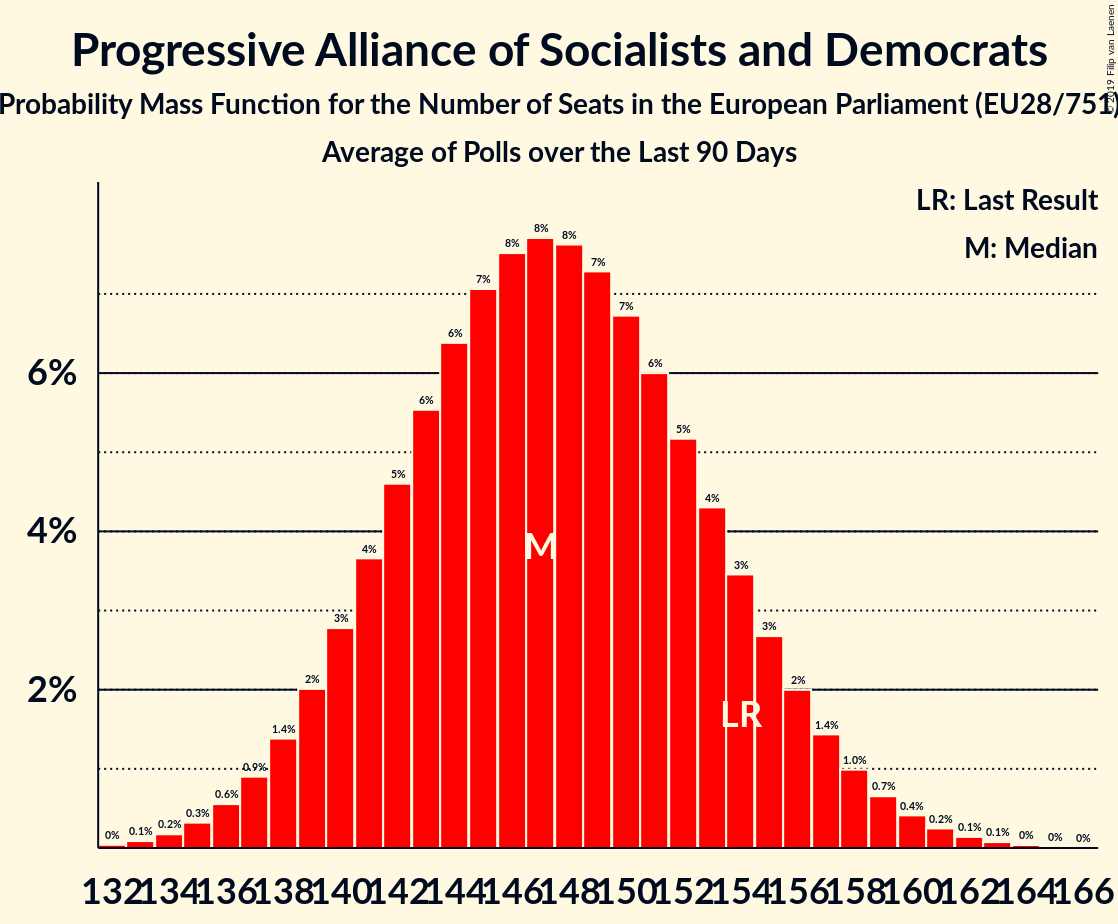 Progressive Alliance of Socialists and Democrats
Probability Mass Function for the Number of Seats in the European Parliament (EU28/751)
Average of Polls over the Last 90 Days
© 2019 Filip van Laenen
LR: Last Result
M: Median
8%
8% 8%
7% 7%
7%
6% 6%
6%
6%
5% 5%
4% 4%
3% 3%
3%
2% 2%
1.4% 1.4%
0.9% 1.0%
0.6% 0.7%
0.3% 0.4%
0% 0.1% 0.2% 0.2% 0.1% 0.1% 0% 0% 0%
6%
4%
2%
M
LR
132 134 136 138 140 142 144 146 148 150 152 154 156 158 160 162 164 166